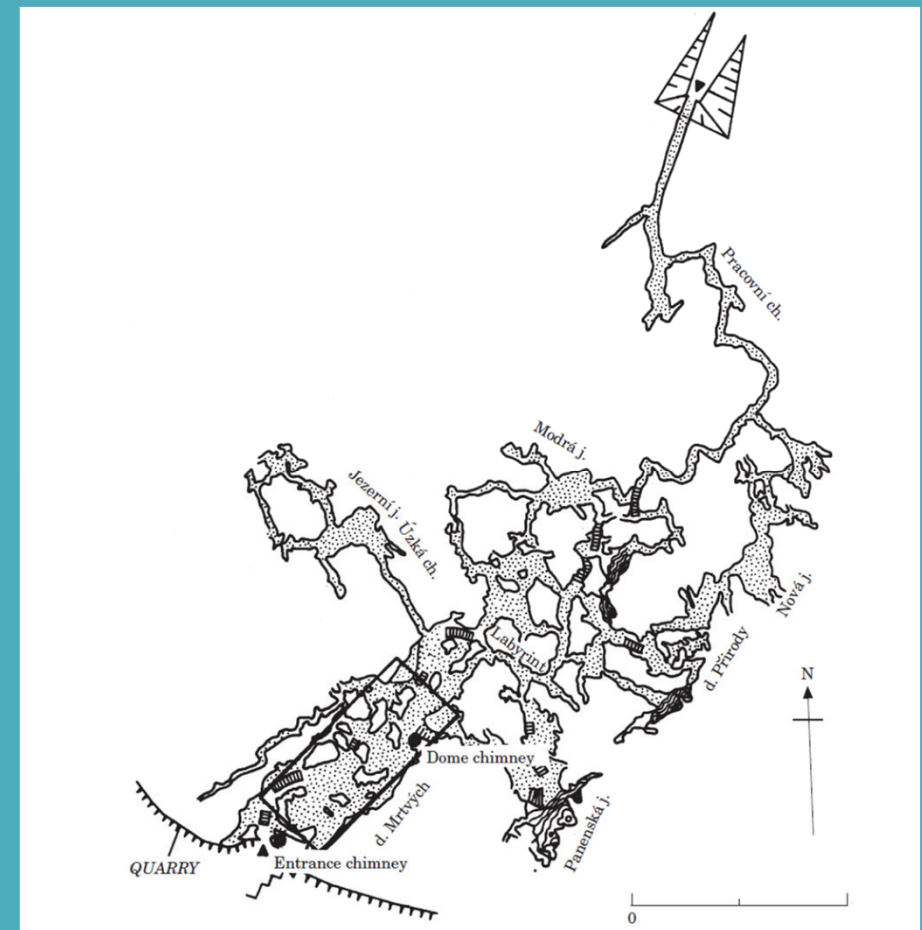 Pracovní ch.
Modrá j.
Jezerní j. Úzká ch.
Nová j.
Labyrint
d. Přírody
N
Dome chimney
d. Mrtvých
Panenská j.
QUARRY
Entrance chimney
0